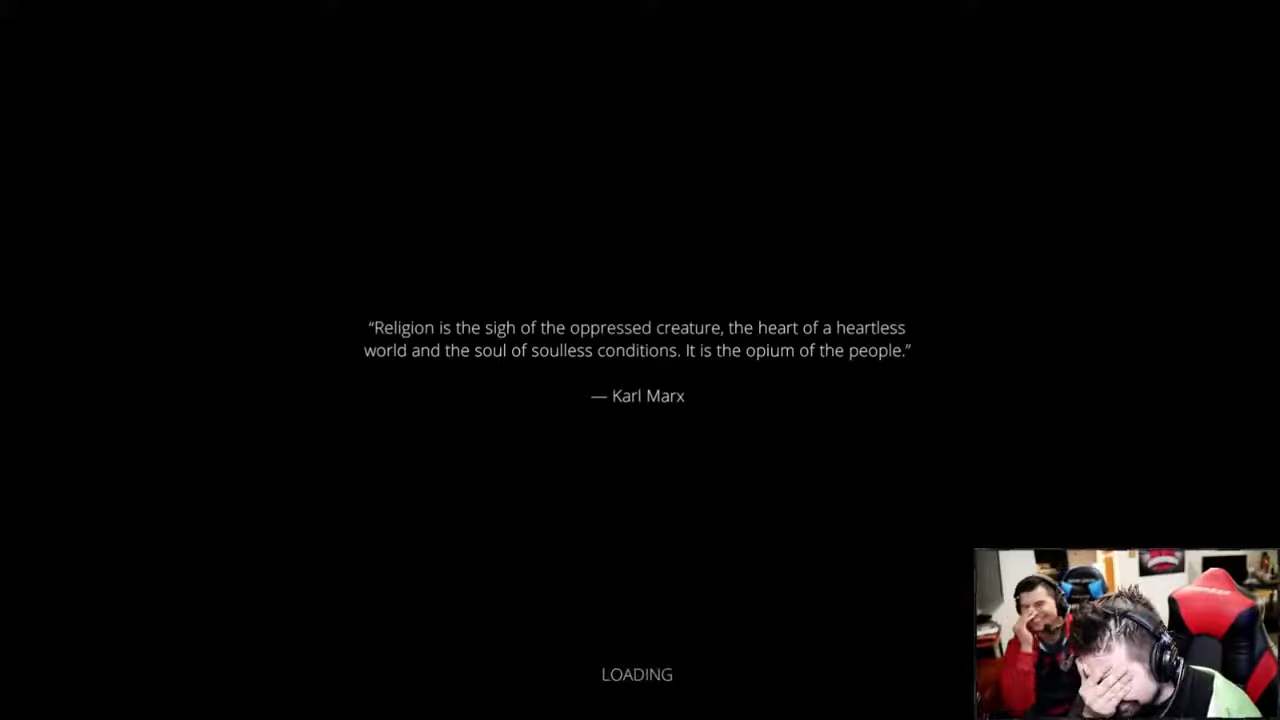 “Religion is the sigh of the oppressed creature, the heart of a heartless
world and the soul of soulless conditions. It is the opium of the people.”
— Karl Marx
LOADING